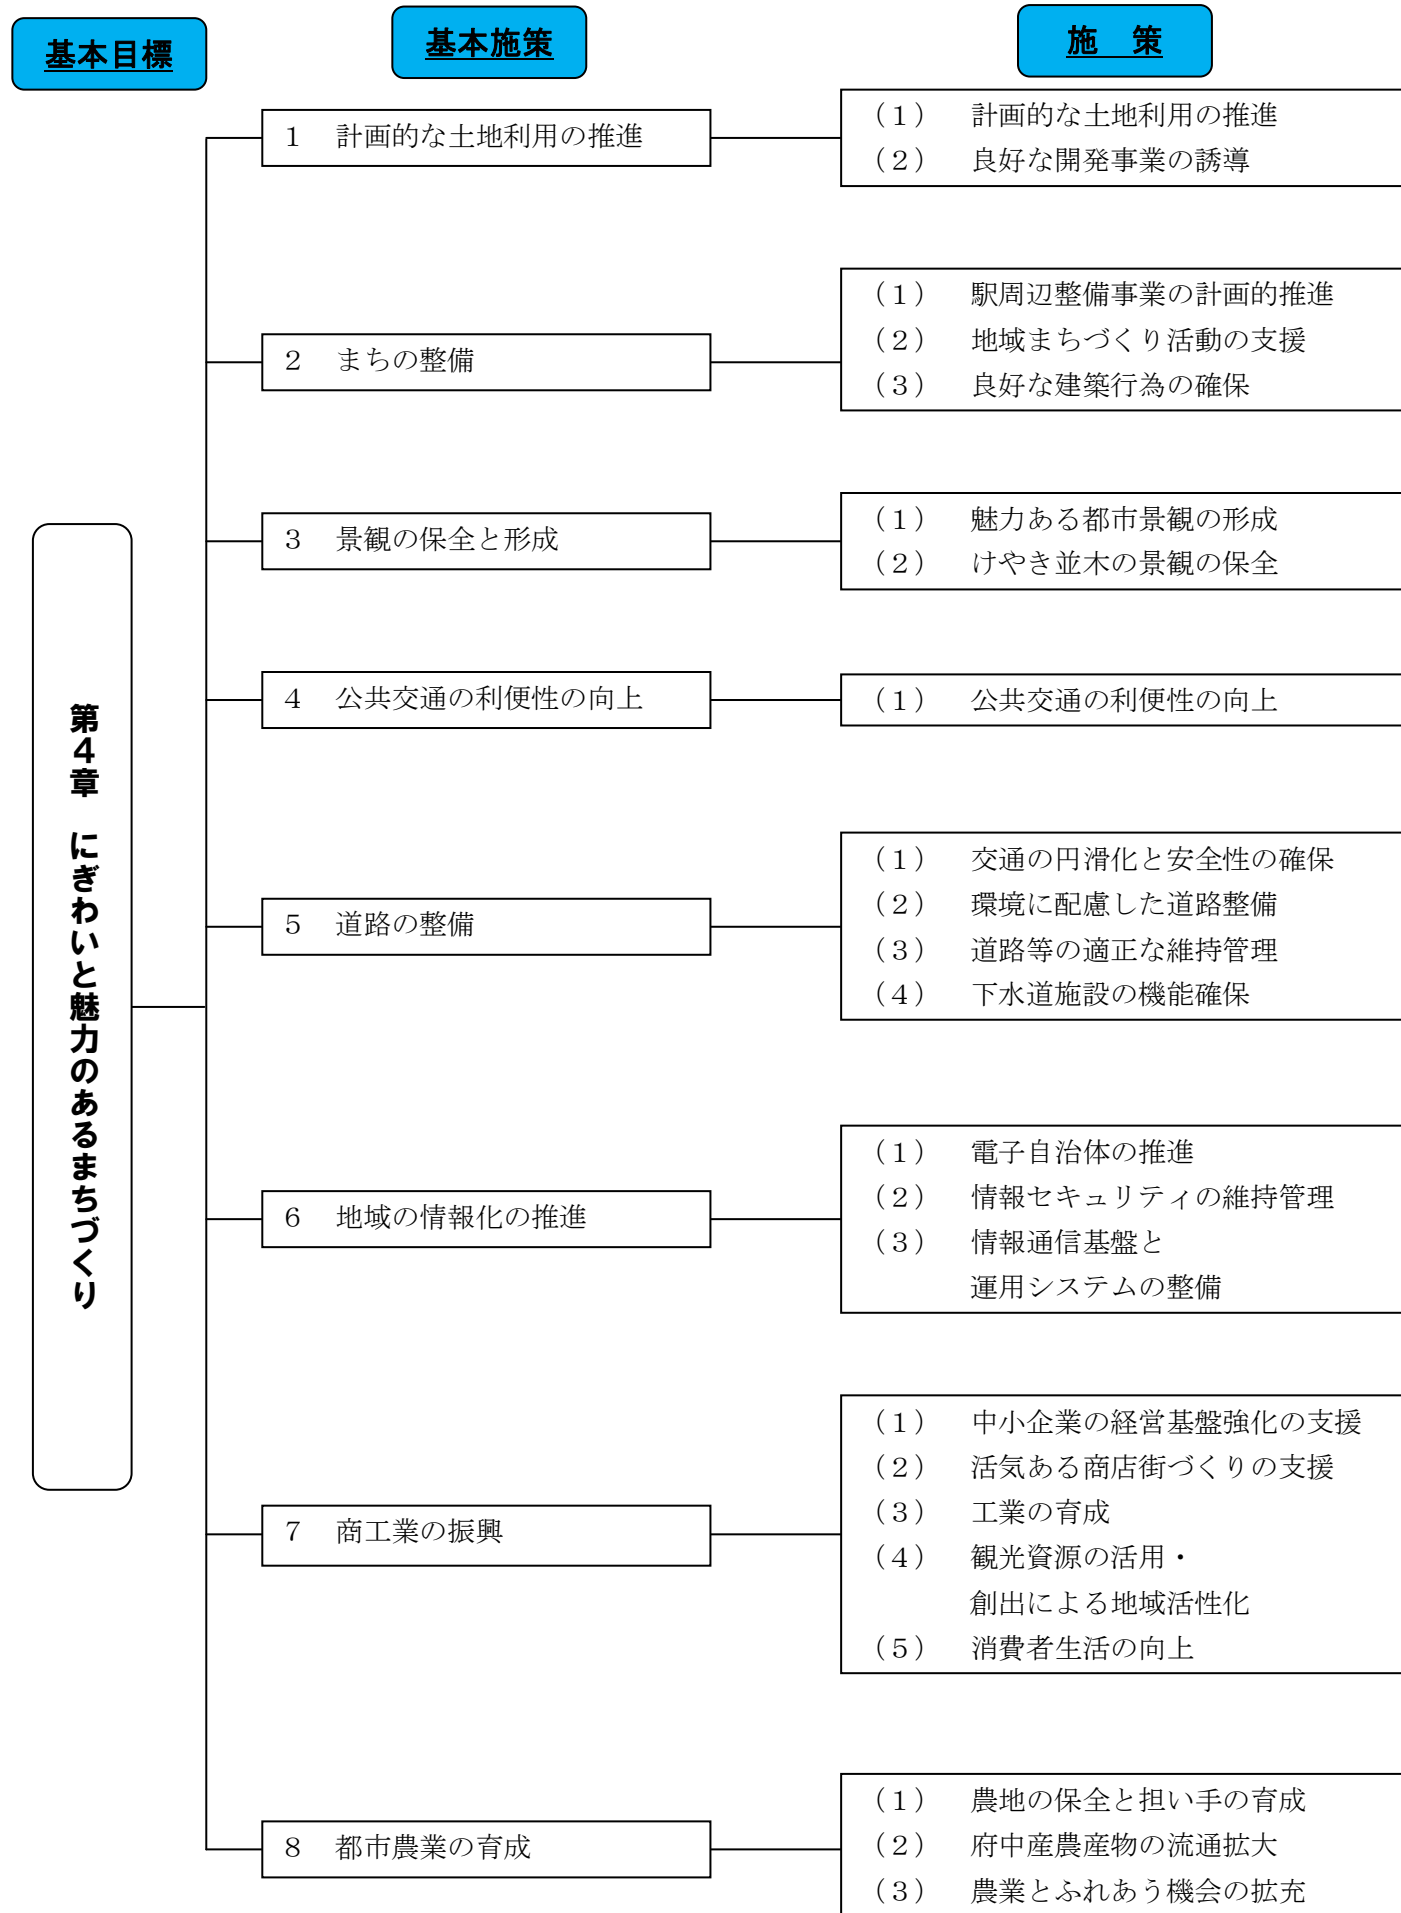 基本目標
基本施策
施　策
第４章　にぎわいと魅力のあるまちづくり
１　計画的な土地利用の推進
（１）　計画的な土地利用の推進
（２）　良好な開発事業の誘導
２　まちの整備
（１）　駅周辺整備事業の計画的推進
（２）　地域まちづくり活動の支援
（３）　良好な建築行為の確保
３　景観の保全と形成
（１）　魅力ある都市景観の形成
（２）　けやき並木の景観の保全
４　公共交通の利便性の向上
（１）　公共交通の利便性の向上
５　道路の整備
（１）　交通の円滑化と安全性の確保
（２）　環境に配慮した道路整備
（３）　道路等の適正な維持管理
（４）　下水道施設の機能確保
６　地域の情報化の推進
（１）　電子自治体の推進
（２）　情報セキュリティの維持管理
（３）　情報通信基盤と
運用システムの整備
７　商工業の振興
（１）　中小企業の経営基盤強化の支援
（２）　活気ある商店街づくりの支援
（３）　工業の育成
（４）　観光資源の活用・
創出による地域活性化
（５）　消費者生活の向上
８　都市農業の育成
（１）　農地の保全と担い手の育成
（２）　府中産農産物の流通拡大
（３）　農業とふれあう機会の拡充